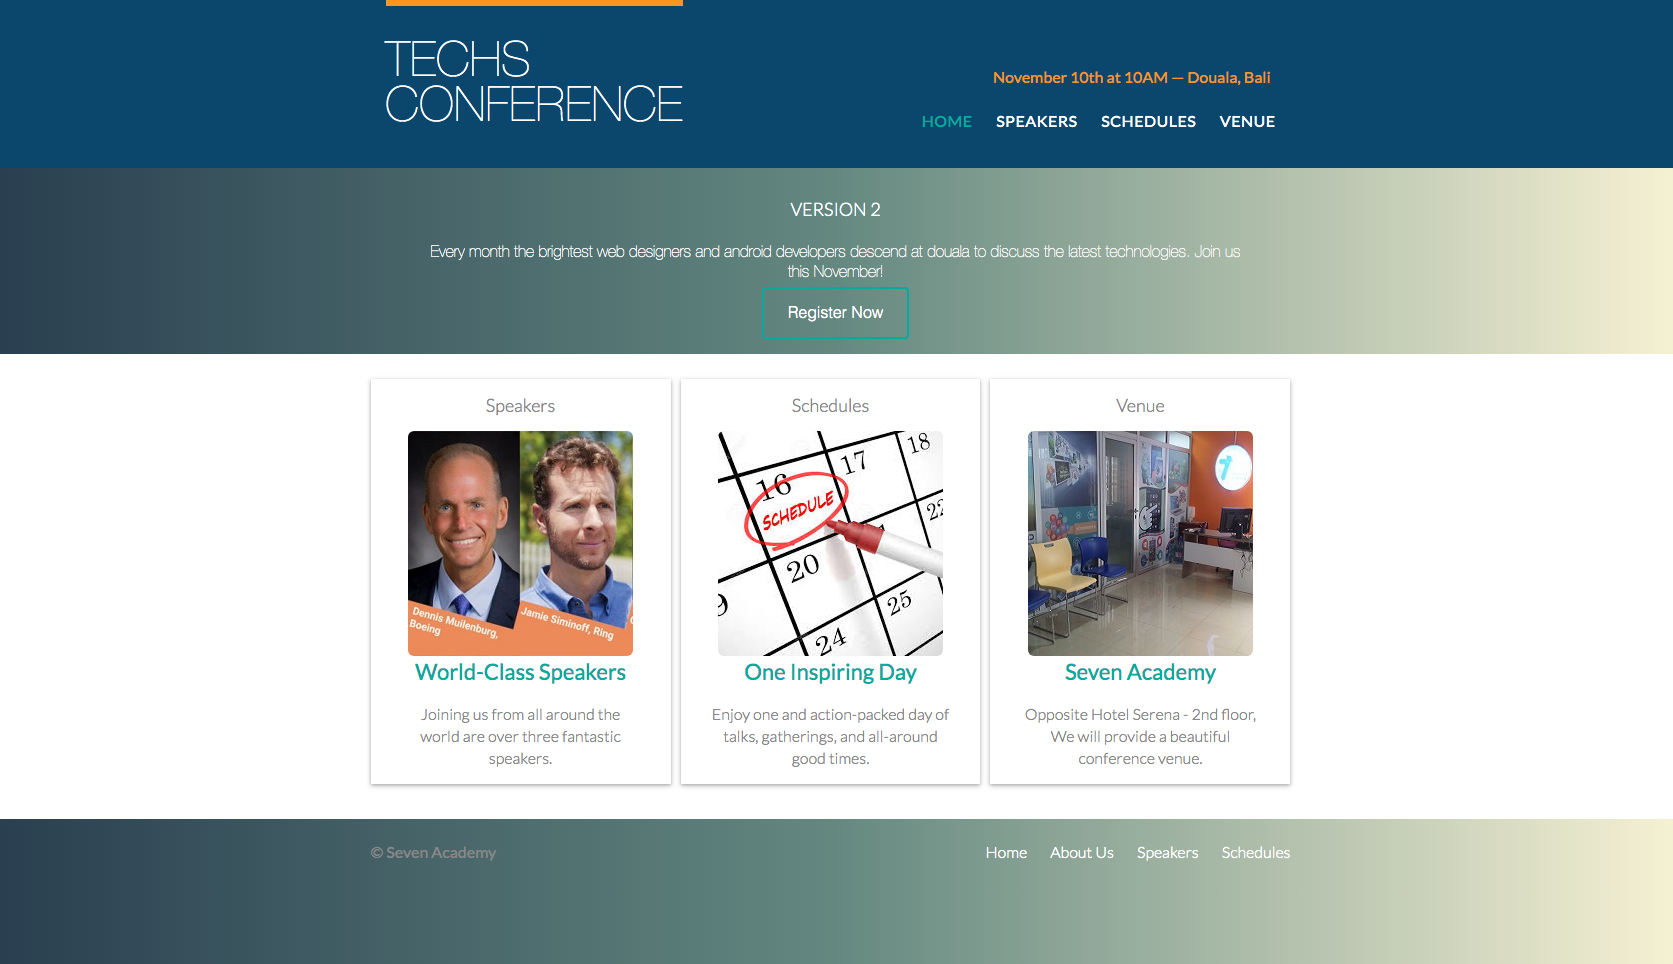 TECHS
CONFERENCE
November 10th at 10AM — Douala, Bali
HOME SPEAKERS SCHEDULES VENUE
VERSION 2
Every month the brightest web designers and android developers descend at douala to discuss the latest technologies. Join us
this November!
Register Now
Speakers
Dennis Muilenburg,
Boeing
Jamie Siminoff, Ring
World-Class Speakers
Joining us from all around the
world are over three fantastic
speakers.
Schedules
16
17
18
SCHEDULE
20
22
9
24
25
One Inspiring Day
Enjoy one and action-packed day of
talks, gatherings, and all-around
good times.
Venue
Seven Academy
Opposite Hotel Serena - 2nd floor,
We will provide a beautiful
conference venue.
© Seven Academy
Home About Us Speakers Schedules